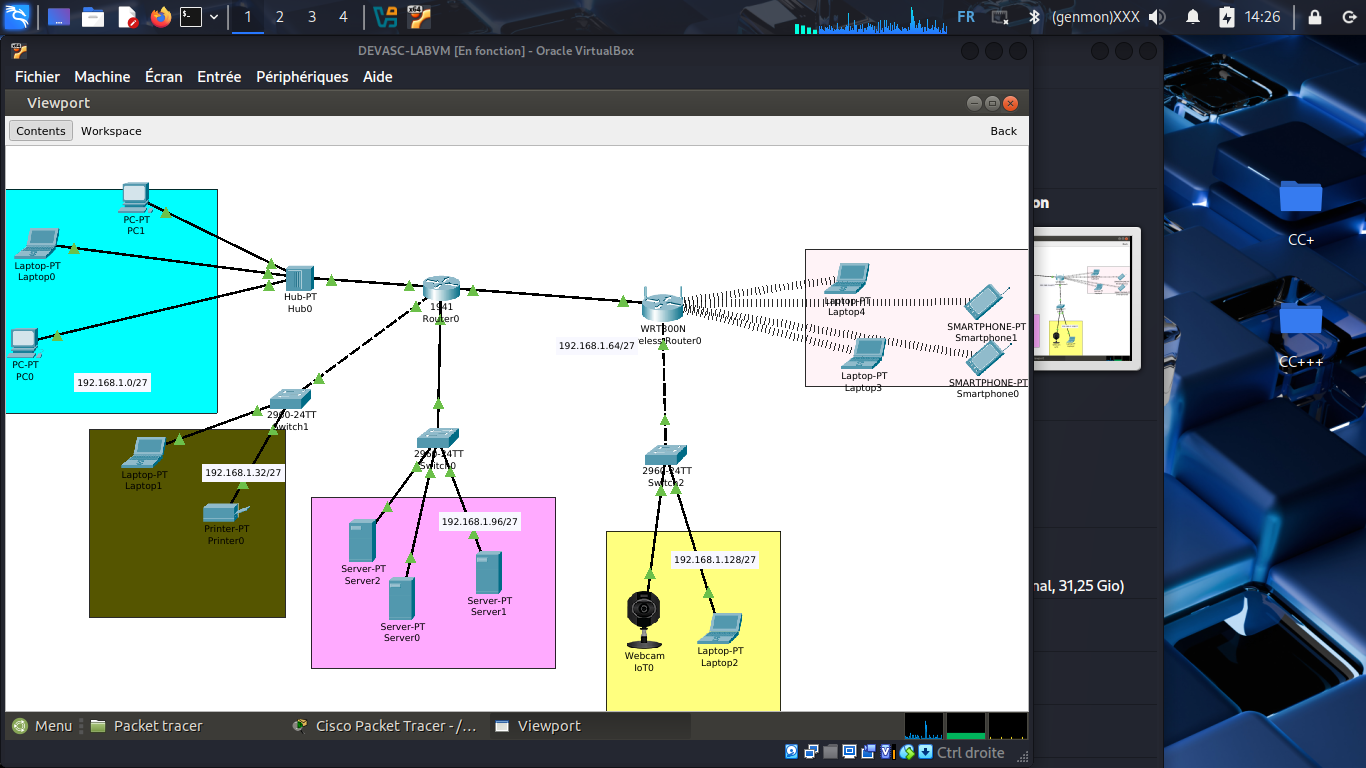 1 2 3 4
FR
(genmon)XXX
14:26
DEVASC-LABVM [En fonction] - Oracle VirtualBox
Fichier Machine Écran Entrée Périphériques Aide
Viewport
Contents Workspace Back
PC-PT
PC1
Laptop-PT
Laptop0
PC-PT
PC0
192.168.1.0/27
Hub-PT
Hub0
1941
Router0
WRT300N
eless Router0
192.168.1.64/27
Laptop-PT
Laptop4
SMARTPHONE-PT
Smartphone1
Laptop-PT
Laptop3
SMARTPHONE-PT
Smartphone0
2960-24TT
Switch1
Laptop-PT
Laptop1
192.168.1.32/27
Printer-PT
Printer0
2960-24TT
Switch0
192.168.1.96/27
Server-PT
Server2
Server-PT
Server0
Server-PT
Server1
2960-24TT
Switch2
192.168.1.128/27
Webcam
IoT0
Laptop-PT
Laptop2
on
nal, 31,25 Gio)
CC+
CC+++
Menu Packet tracer Cisco Packet Tracer - /... Viewport
Ctrl droite